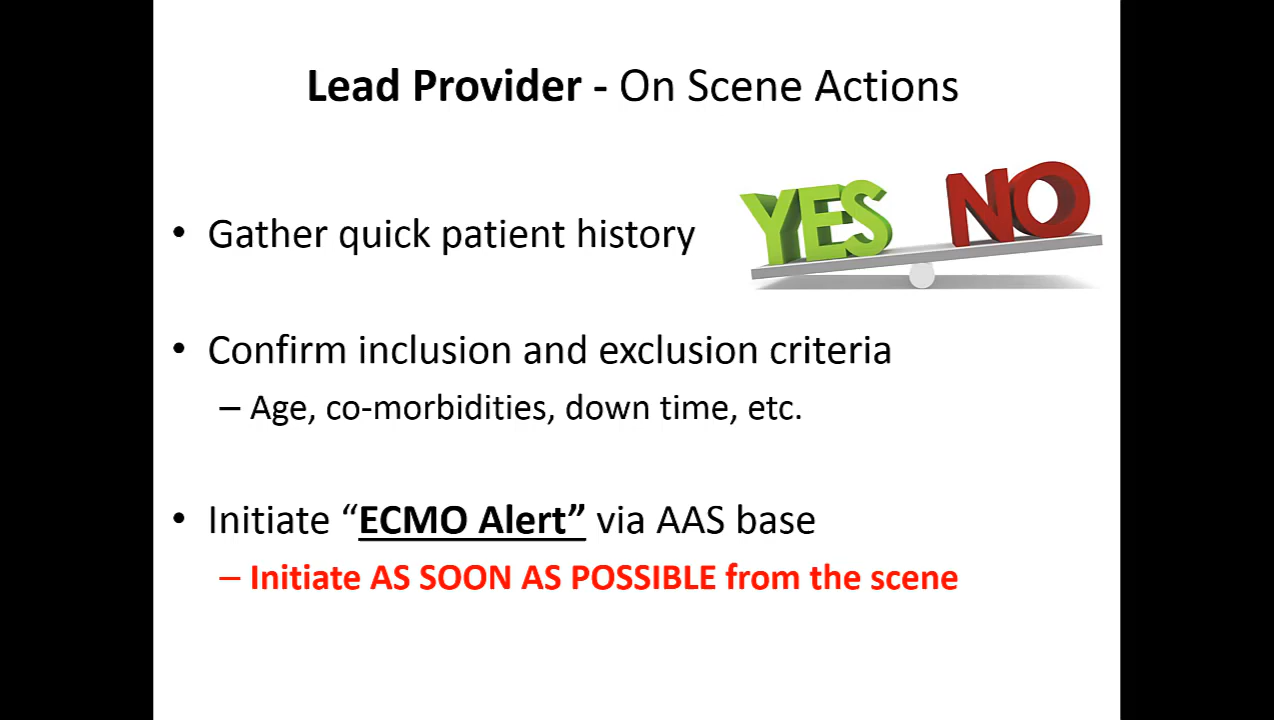 Lead Provider - On Scene Actions
YES NO
• Gather quick patient history
• Confirm inclusion and exclusion criteria
– Age, co-morbidities, down time, etc.
• Initiate “ECMO Alert” via AAS base
– Initiate AS SOON AS POSSIBLE from the scene